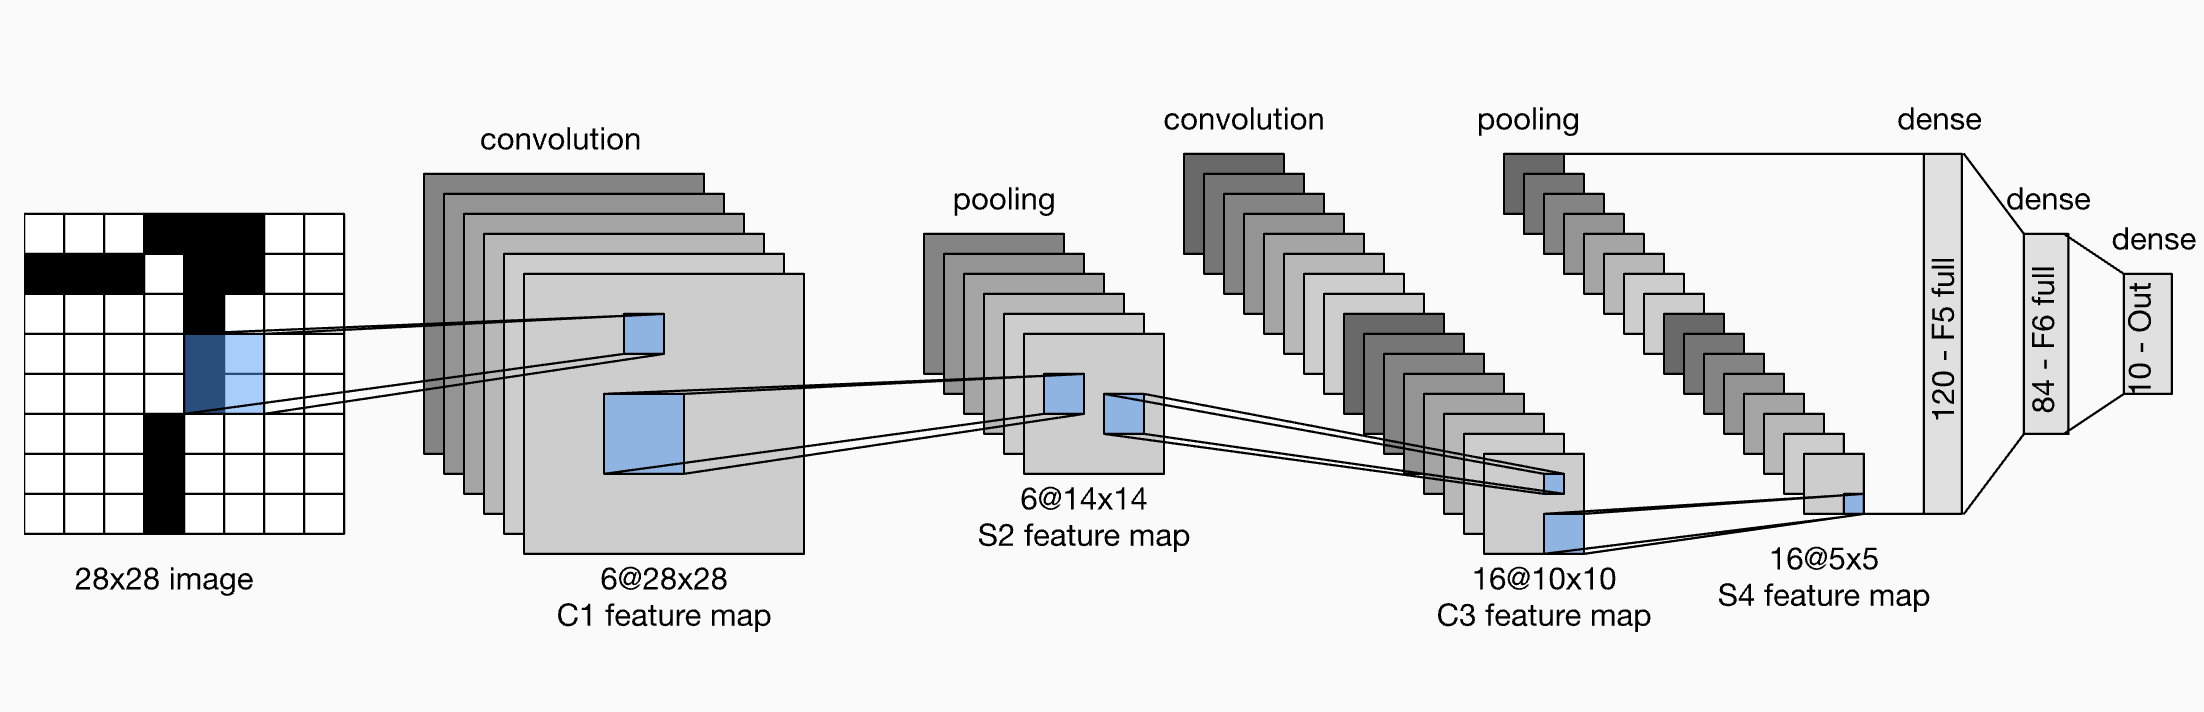 convolution
pooling
convolution
pooling
dense
dense
dense
28x28 image
6@28x28
C1 feature map
6@14x14
S2 feature map
16@10x10
C3 feature map
16@5x5
S4 feature map
120 - F5 full
84 - F6 full
10 - Out